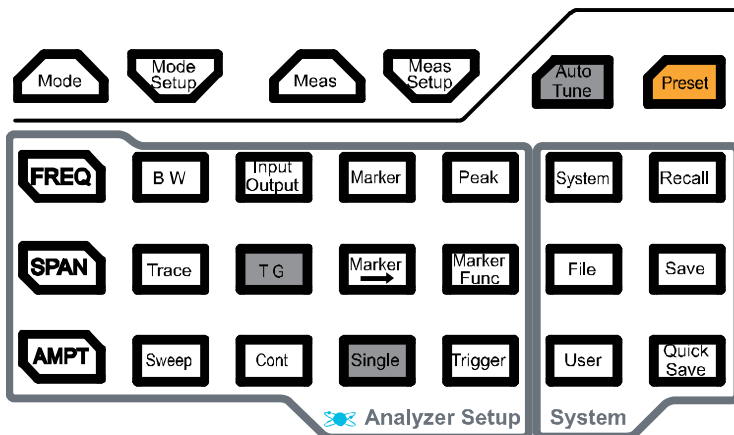 Mode
Mode
Setup
Meas
Meas
Setup
Auto
Tune
Preset
FREQ
B W
Input
Output
Marker
Peak
System
Recall
SPAN
Trace
T G
Marker
Marker
Func
File
Save
AMPT
Sweep
Cont
Single
Trigger
User
Quick
Save
Analyzer Setup
System